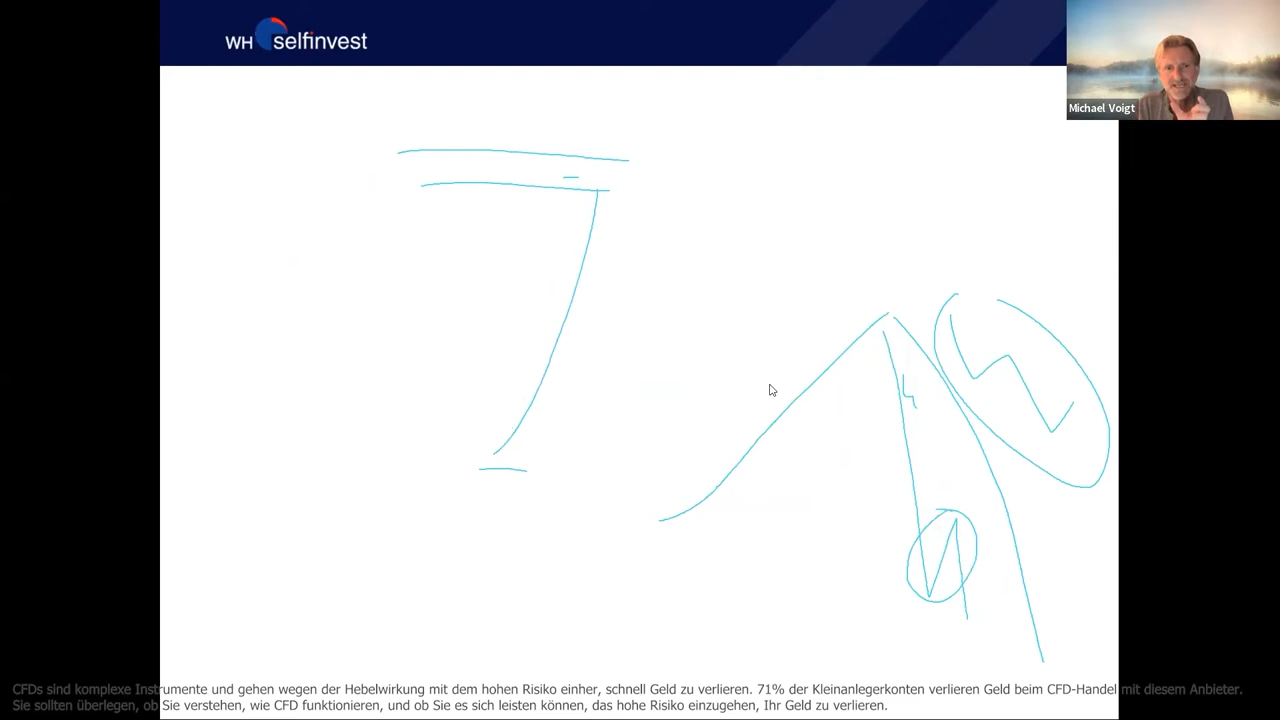 WH selfinvest
Michael Voigt
CFDs sind komplexe Instrumente und gehen wegen der Hebelwirkung mit dem hohen Risiko einher, schnell Geld zu verlieren. 71% der Kleinanlegerkonten verlieren Geld beim CFD-Handel mit diesem Anbieter.
Sie sollten überlegen, ob Sie verstehen, wie CFD funktionieren, und ob Sie es sich leisten können, das hohe Risiko einzugehen, Ihr Geld zu verlieren.